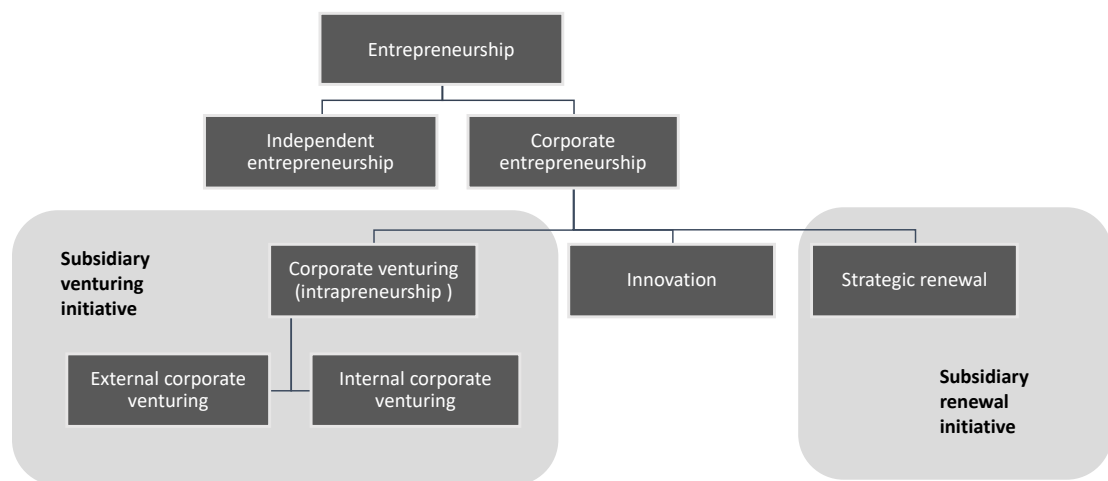 Entrepreneurship
Independent
entrepreneurship
Corporate
entrepreneurship
Subsidiary
venturing
initiative
Corporate venturing
(intrapreneurship )
Innovation
Strategic renewal
External corporate
venturing
Internal corporate
venturing
Subsidiary
renewal
initiative